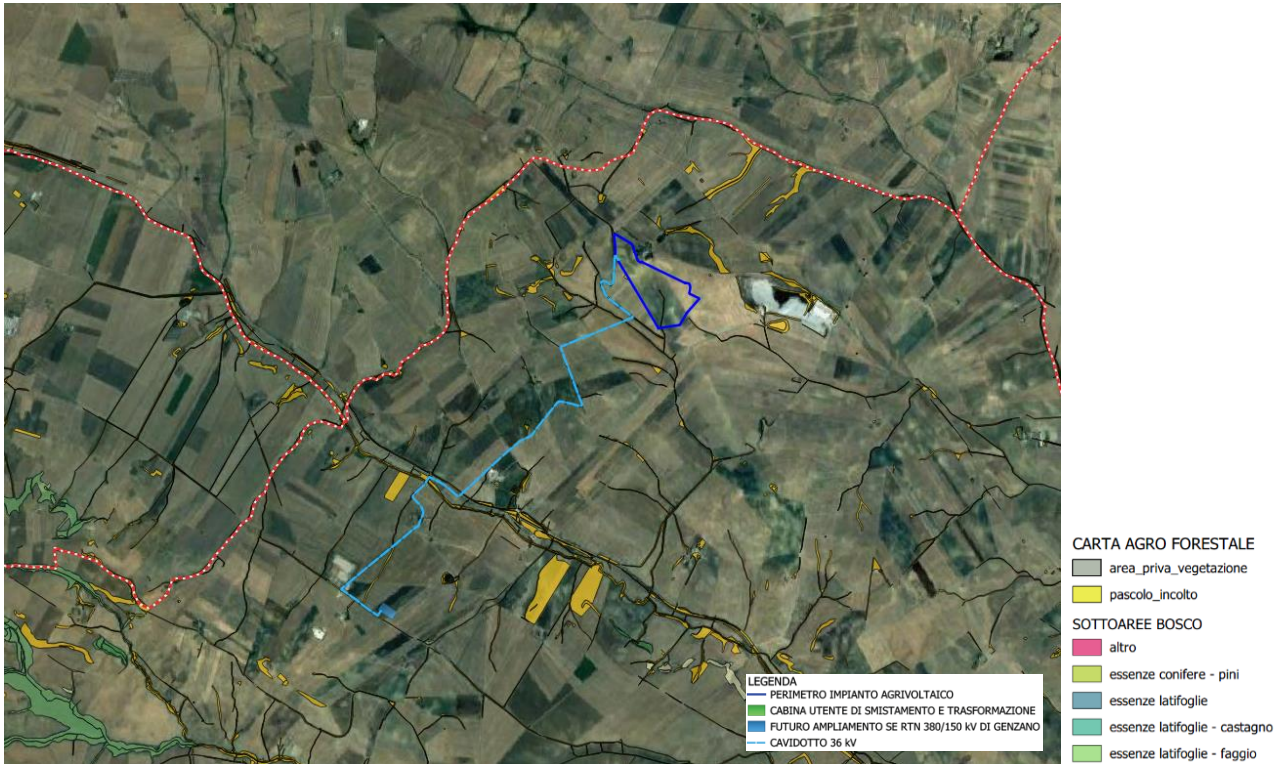 CARTA AGRO FORESTALE
area_priva_vegetazione
pascolo_incolto
SOTTOAREE BOSCO
altro
essenze conifere - pini
essenze latifoglie
essenze latifoglie - castagno
essenze latifoglie - faggio
LEGENDA
PERIMETRO IMPIANTO AGRIVOLTAICO
CABINA UTENTE DI SMISTAMENTO E TRASFORMAZIONE
FUTURO AMPLIAMENTO SE RTN 380/150 kV DI GENZANO
CAVIDOTTO 36 kV